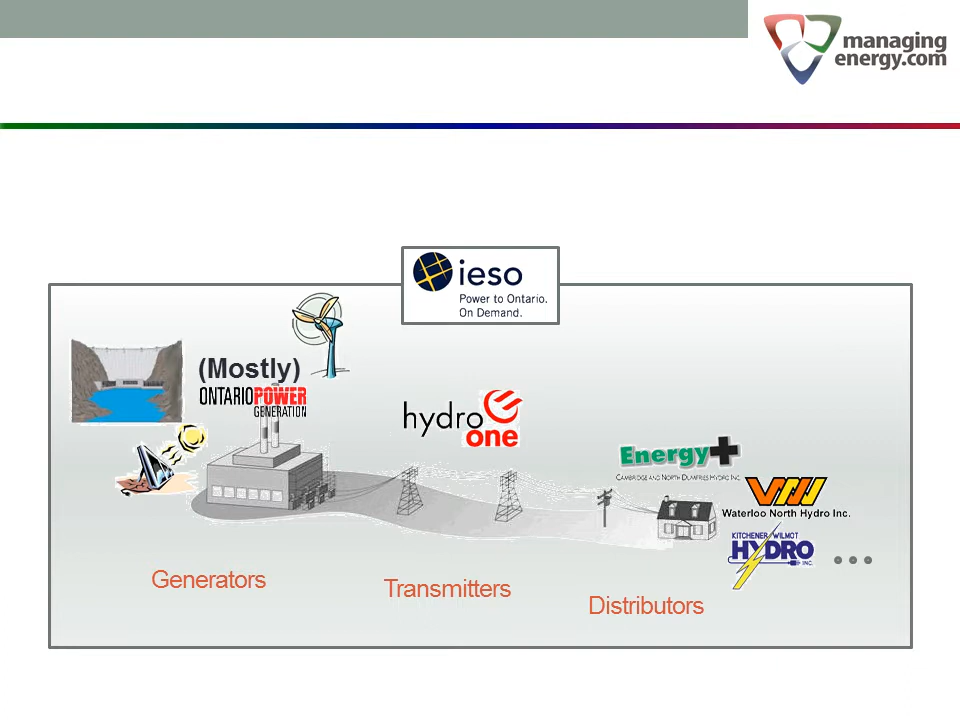 managing
energy.com
ieso
Power to Ontario.
On Demand.
(Mostly)
ONTARIOPOWER
GENERATION
hydro
one
Energy+
CAMBRIDGE AND NORTH DUMFRIES HYDRO INC.
Waterloo North Hydro Inc.
KITCHENER WILMOT
HYDRO
INC.
Generators
Transmitters
Distributors